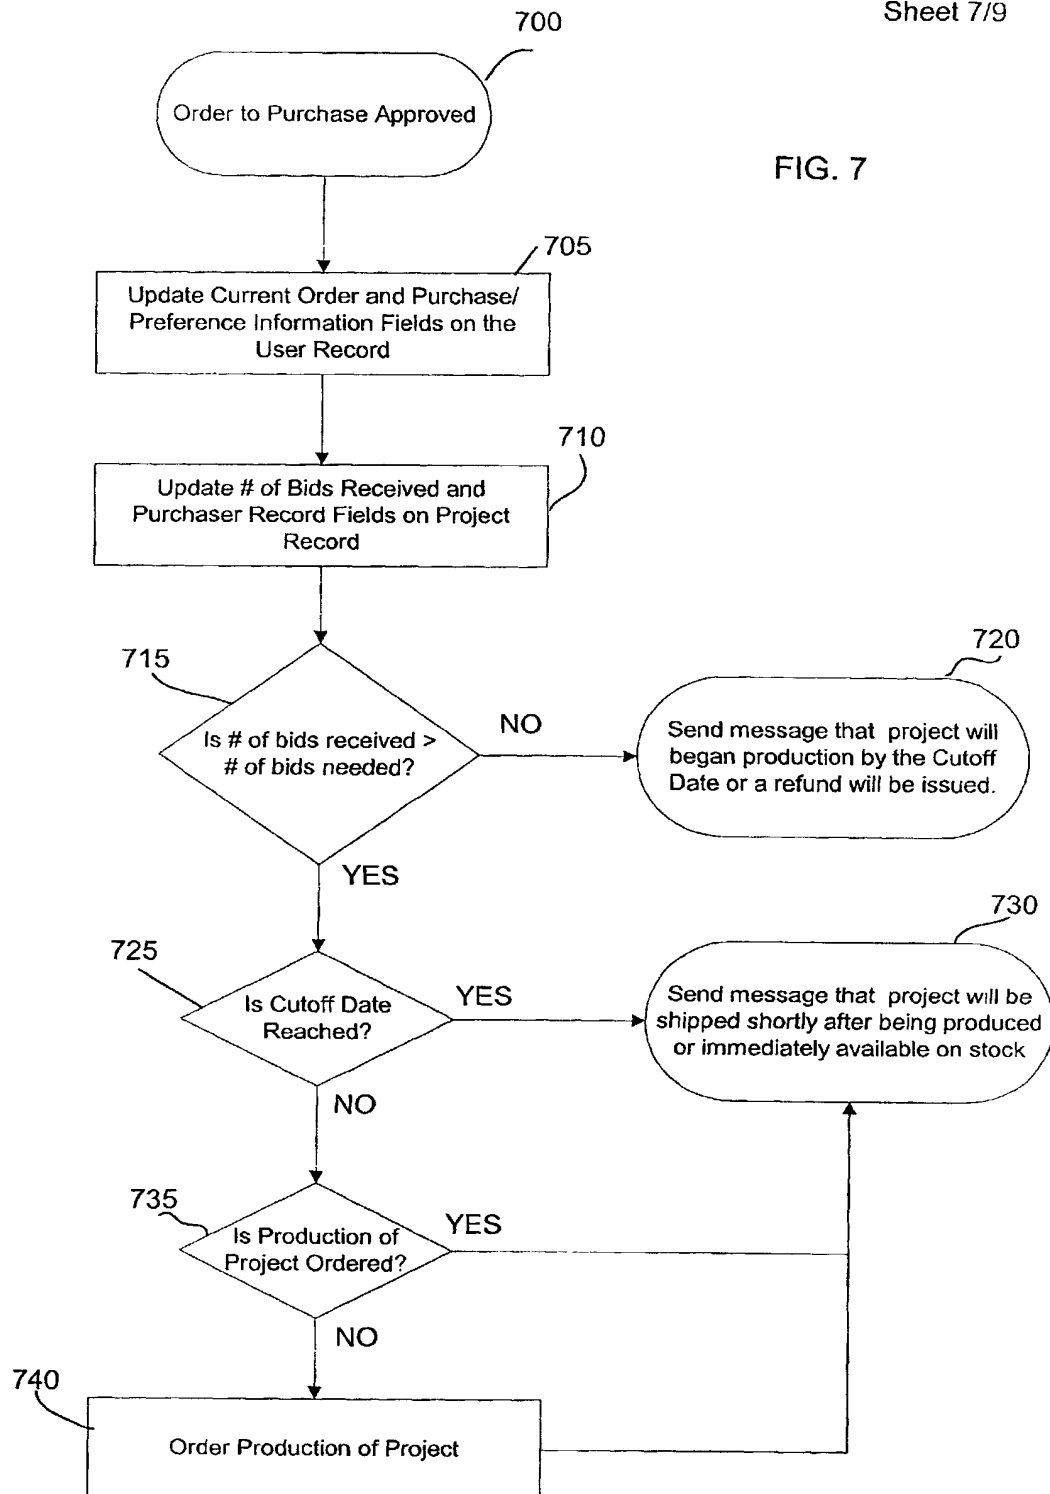 Sheet 7/9
700
Order to Purchase Approved
FIG. 7
705
Update Current Order and Purchase/
Preference Information Fields on the
User Record
710
Update # of Bids Received and
Purchaser Record Fields on Project
Record
715
Is # of bids received >
# of bids needed?
NO
720
Send message that project will
began production by the Cutoff
Date or a refund will be issued.
YES
725
Is Cutoff Date
Reached?
YES
730
Send message that project will be
shipped shortly after being produced
or immediately available on stock
NO
735
Is Production of
Project Ordered?
YES
NO
740
Order Production of Project